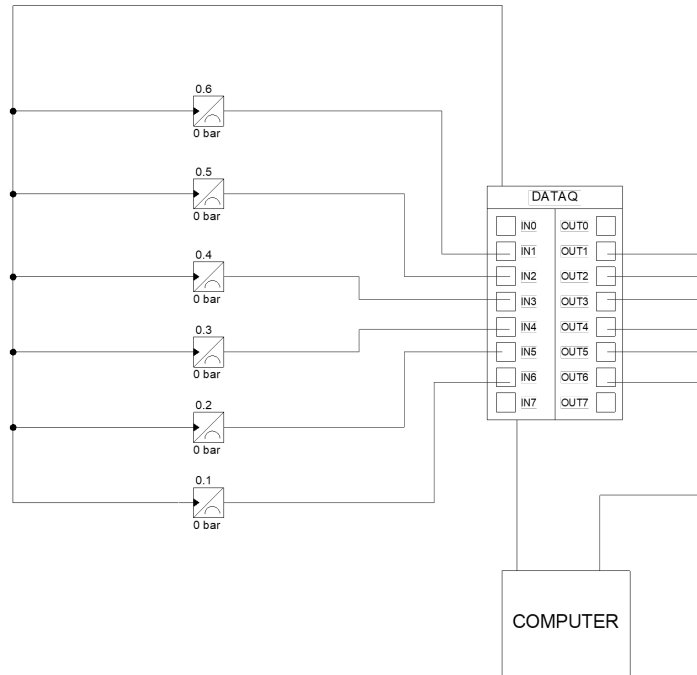 0.6
0 bar
0.5
0 bar
0.4
0 bar
0.3
0 bar
0.2
0 bar
0.1
0 bar
DATAQ
IN0 OUT0
IN1 OUT1
IN2 OUT2
IN3 OUT3
IN4 OUT4
IN5 OUT5
IN6 OUT6
IN7 OUT7
COMPUTER